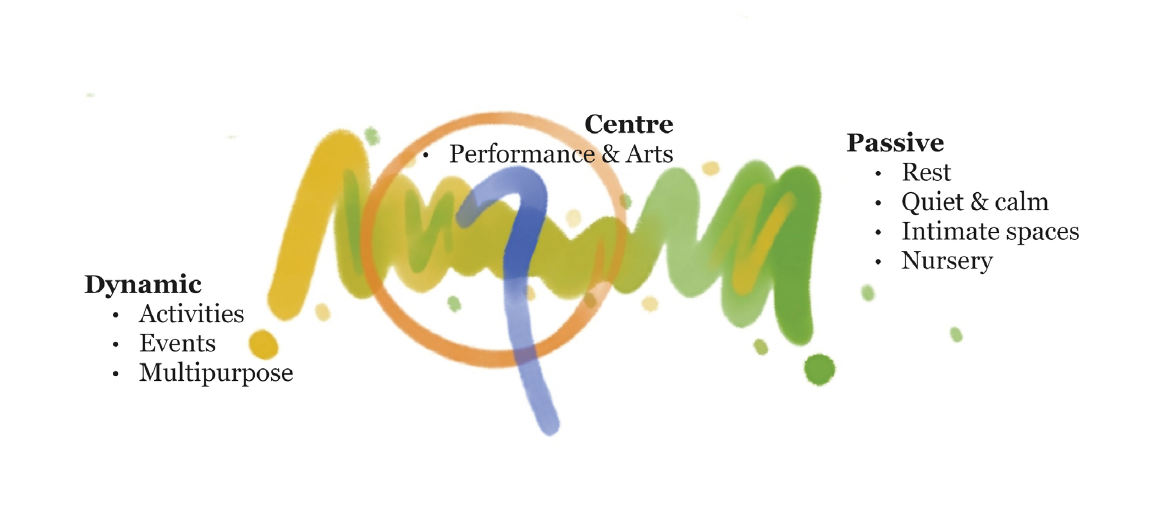 Centre
• Performance & Arts
Passive
• Rest
• Quiet & calm
• Intimate spaces
• Nursery
Dynamic
• Activities
• Events
• Multipurpose